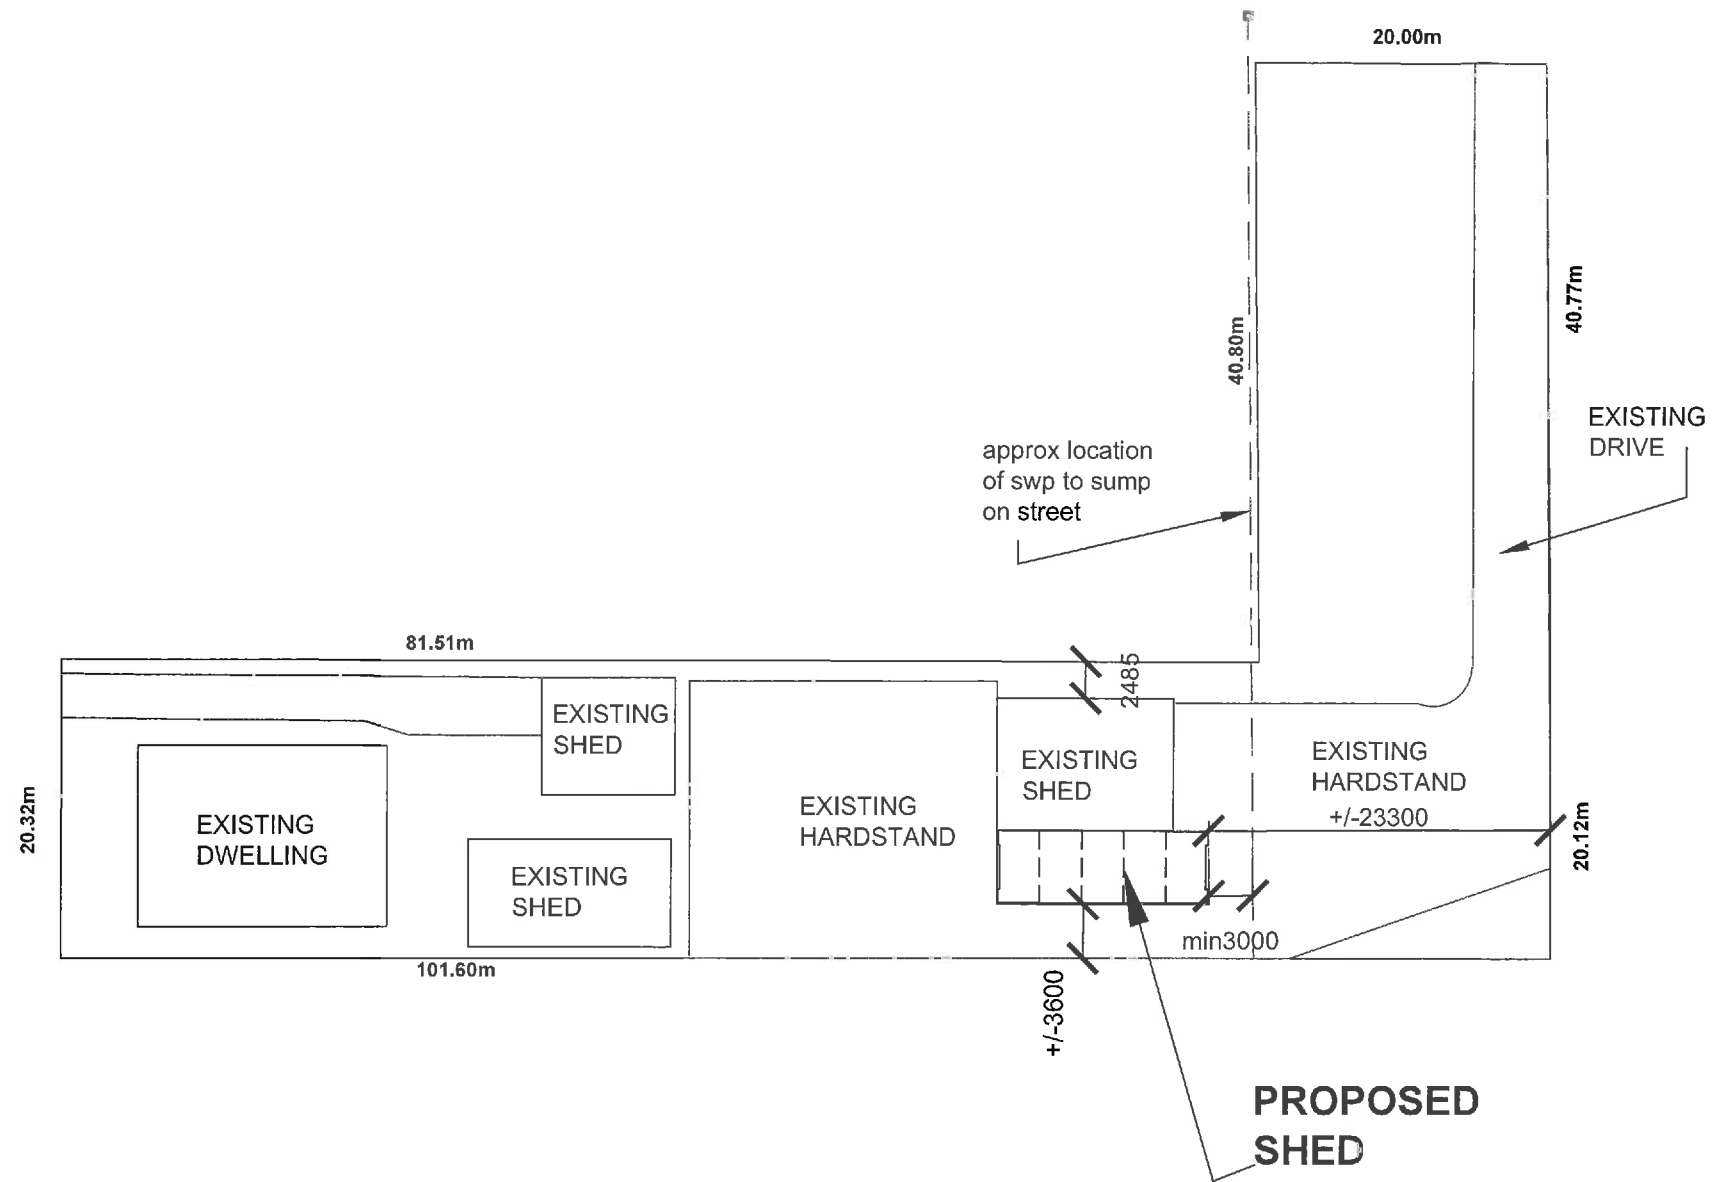 20.00m
40.77m
40.80m
EXISTING
DRIVE
approx location
of swp to sump
on street
81.51m
2485
EXISTING
SHED
EXISTING
SHED
EXISTING
HARDSTAND
+/-23300
20.32m
EXISTING
DWELLING
EXISTING
HARDSTAND
20.12m
EXISTING
SHED
min3000
101.60m
+/-3600
PROPOSED
SHED